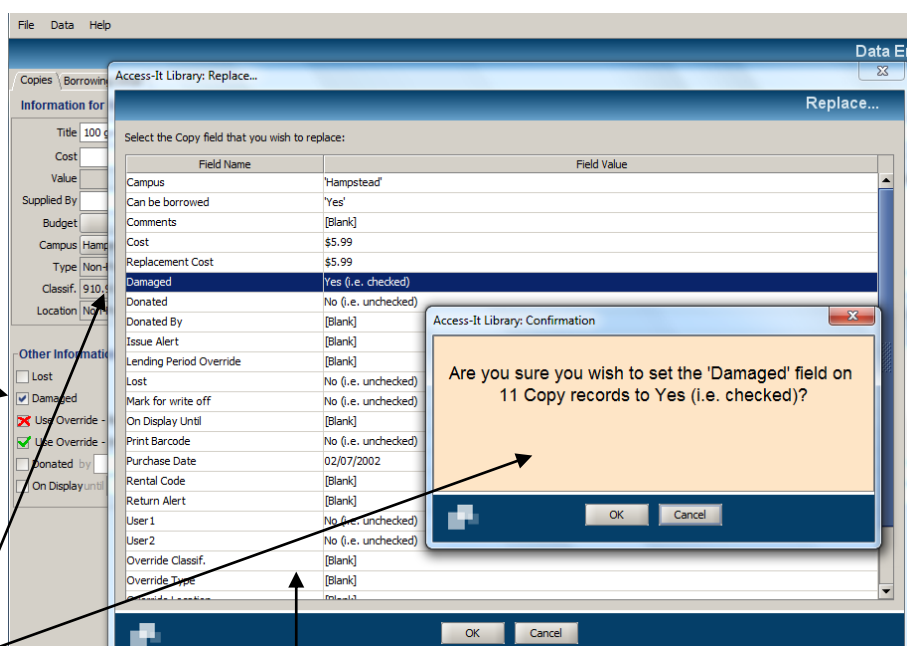 File Data Help
Data E
Copies Borrowin
Access-It Library: Replace...
Information for
Replace...
Title 100 g
Select the Copy field that you wish to replace:
Cost
Field Name Field Value
Value
Campus 'Hampstead'
Supplied By
Can be borrowed 'Yes'
Budget
Comments [Blank]
Campus Hamp
Cost $5.99
Type Non-
Replacement Cost $5.99
Classif. 910.9
Damaged Yes (i.e. checked)
Location Non-
Donated No (i.e. unchecked)
Donated By [Blank]
Access-It Library: Confirmation
Issue Alert [Blank]
Other Informatio
Lending Period Override [Blank]
Lost
Lost No (i.e. unchecked)
Are you sure you wish to set the 'Damaged' field on
11 Copy records to Yes (i.e. checked)?
Damaged
Mark for write off No (i.e. unchecked)
Use Override -
On Display Until [Blank]
Use Override -
Print Barcode No (i.e. unchecked)
Donated by
Purchase Date 02/07/2002
On Display until
Rental Code [Blank]
Return Alert [Blank]
User1 No (i.e. unchecked)
OK Cancel
User2 No (i.e. unchecked)
Override Classif. [Blank]
Override Type [Blank]
Override Location [Blank]
OK Cancel